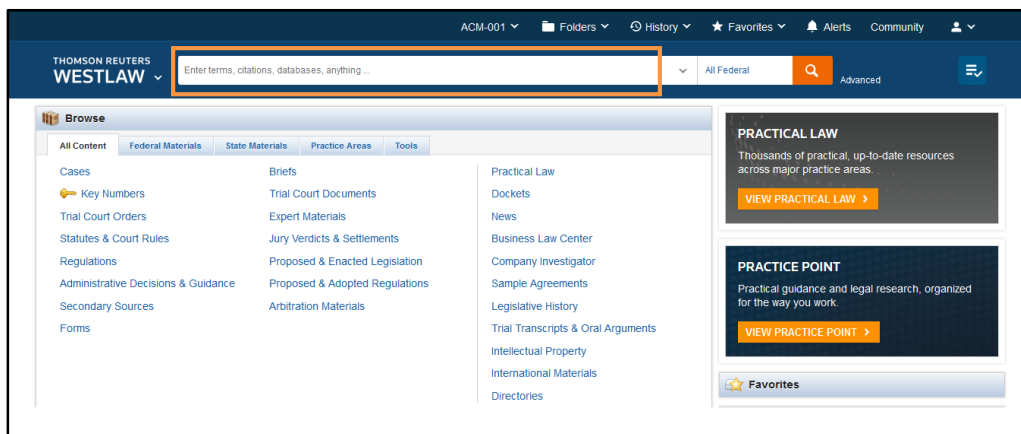 ACM-001 Folders History Favorites Alerts Community
THOMSON REUTERS
WESTLAW
Enter terms, citations, databases, anything ...
All Federal
Advanced
Browse
All Content Federal Materials State Materials Practice Areas Tools
Cases
Key Numbers
Trial Court Orders
Statutes & Court Rules
Regulations
Administrative Decisions & Guidance
Secondary Sources
Forms
Briefs
Trial Court Documents
Expert Materials
Jury Verdicts & Settlements
Proposed & Enacted Legislation
Proposed & Adopted Regulations
Arbitration Materials
Practical Law
Dockets
News
Business Law Center
Company Investigator
Sample Agreements
Legislative History
Trial Transcripts & Oral Arguments
Intellectual Property
International Materials
Directories
PRACTICAL LAW
Thousands of practical, up-to-date resources
across major practice areas.
VIEW PRACTICAL LAW
PRACTICE POINT
Practical guidance and legal research, organized
for the way you work.
VIEW PRACTICE POINT
Favorites